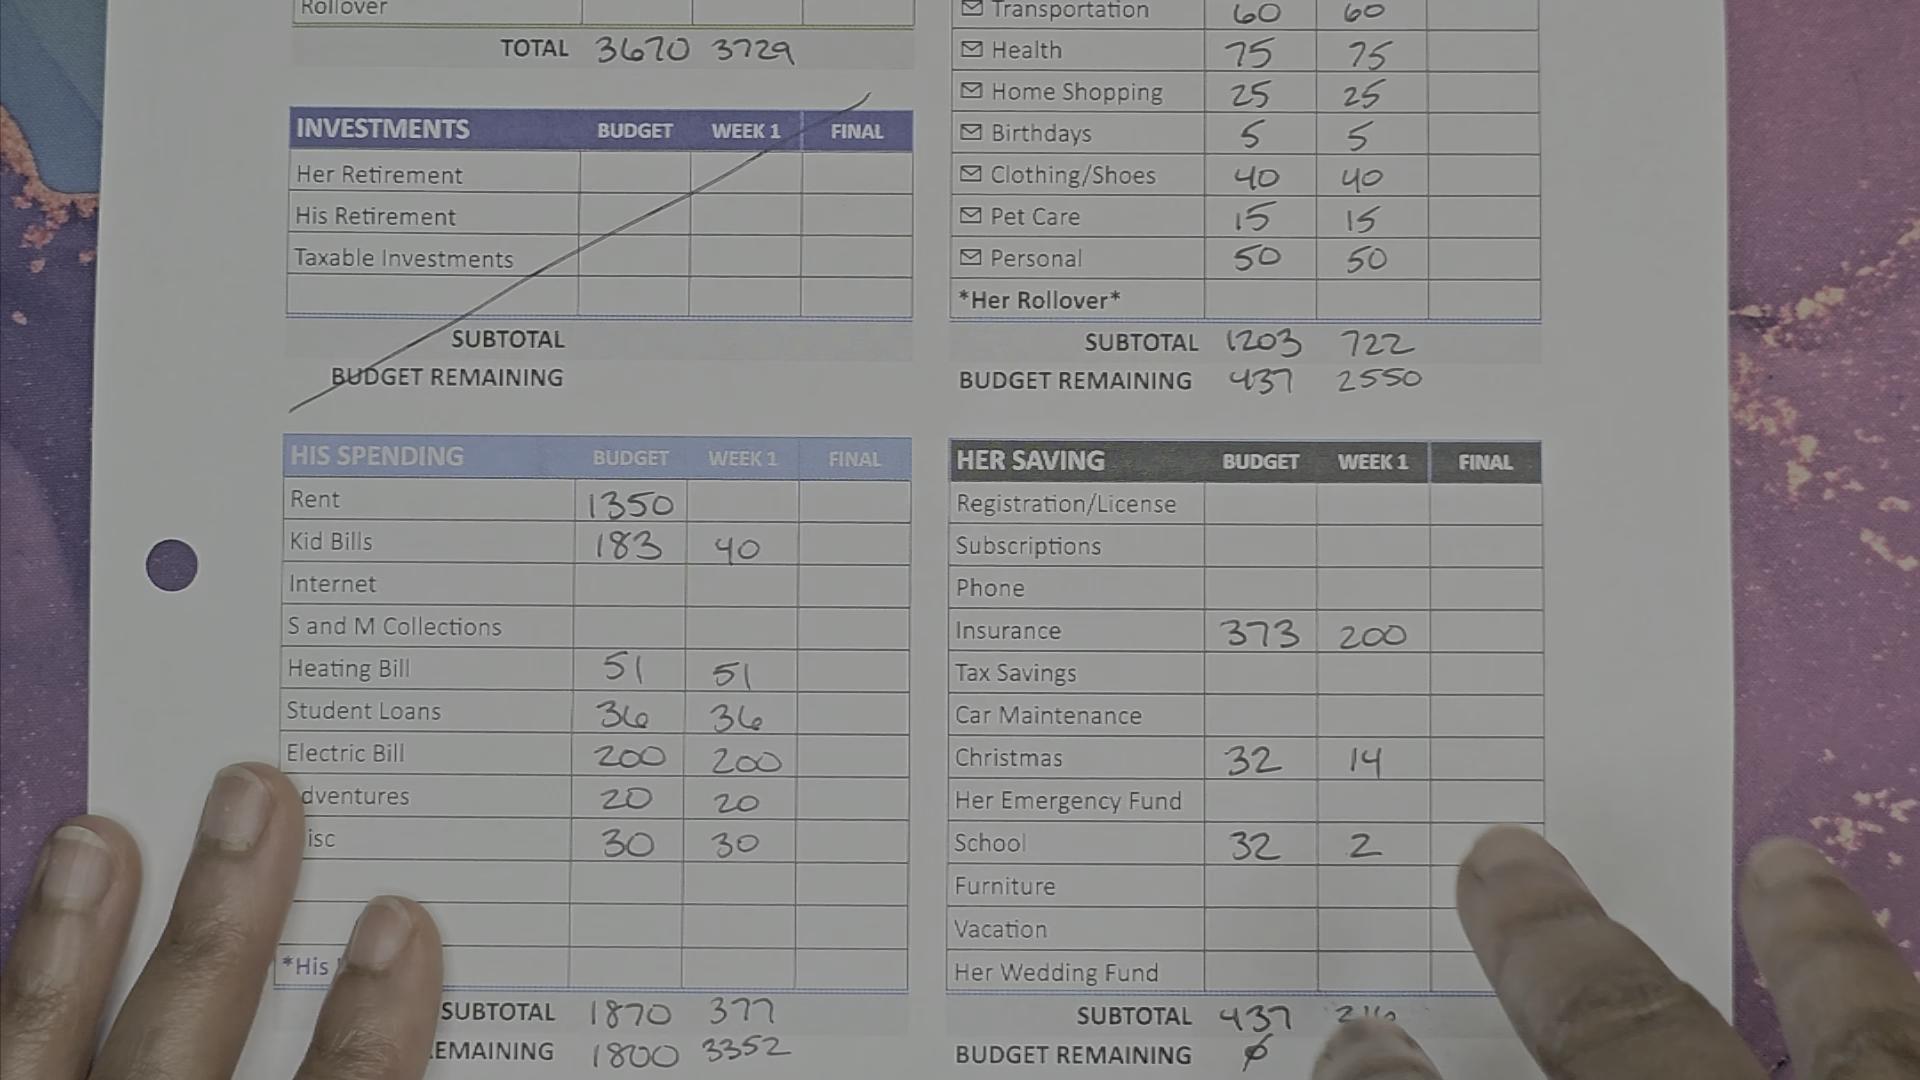 Rollover
TOTAL 3670 3729
INVESTMENTS BUDGET WEEK 1 FINAL
Her Retirement
His Retirement
Taxable Investments
SUBTOTAL
BUDGET REMAINING
HIS SPENDING BUDGET WEEK 1 FINAL
Rent 1350
Kid Bills 183 40
Internet
S and M Collections
Heating Bill 51 51
Student Loans 36 36
Electric Bill 200 200
dventures 20 20
isc 30 30
*His
SUBTOTAL 1870 377
EMAINING 1800 3352
Transportation 60 60
Health 75 75
Home Shopping 25 25
Birthdays 5 5
Clothing/Shoes 40 40
Pet Care 15 15
Personal 50 50
*Her Rollover*
SUBTOTAL 1203 722
BUDGET REMAINING 437 2550
HER SAVING BUDGET WEEK 1 FINAL
Registration/License
Subscriptions
Phone
Insurance 373 200
Tax Savings
Car Maintenance
Christmas 32 14
Her Emergency Fund
School 32 2
Furniture
Vacation
Her Wedding Fund
SUBTOTAL 437 216
BUDGET REMAINING ø